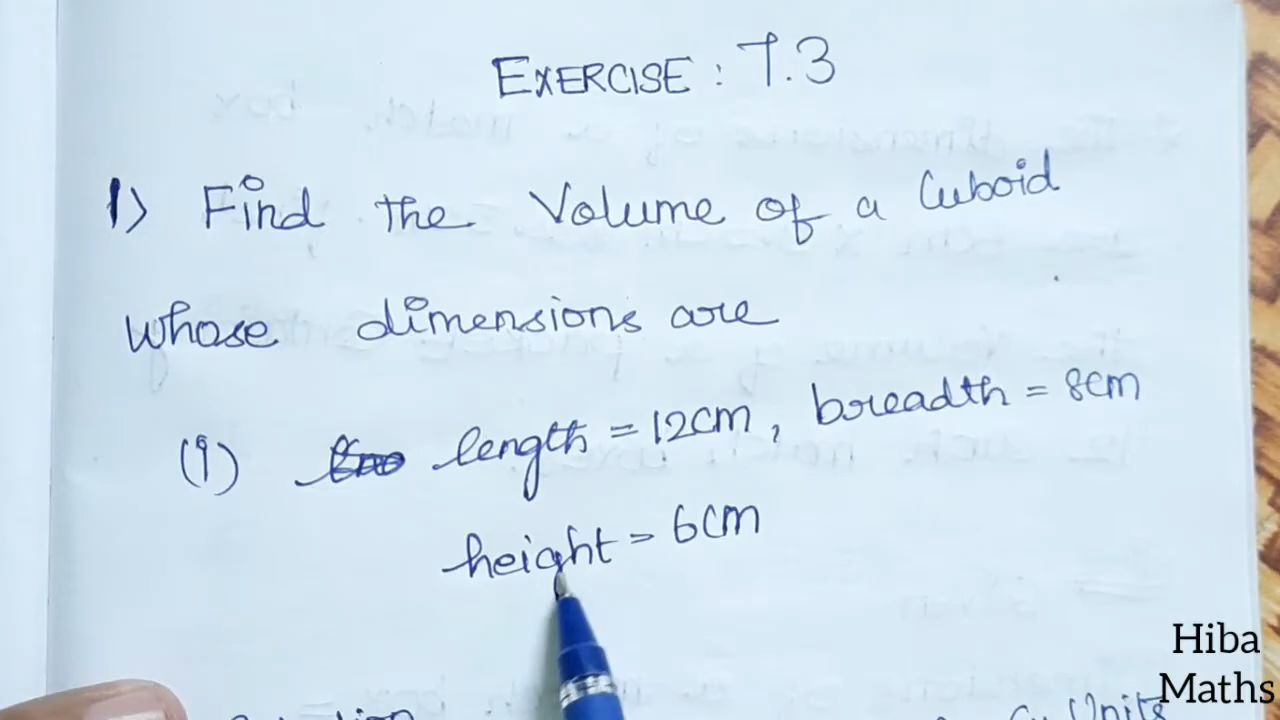 EXERCISE : 7.3
1) Find the Volume of a Cuboid
whose dimensions are
(i) length = 12cm, breadth = 8cm
height = 6cm
Hiba
Maths
Units